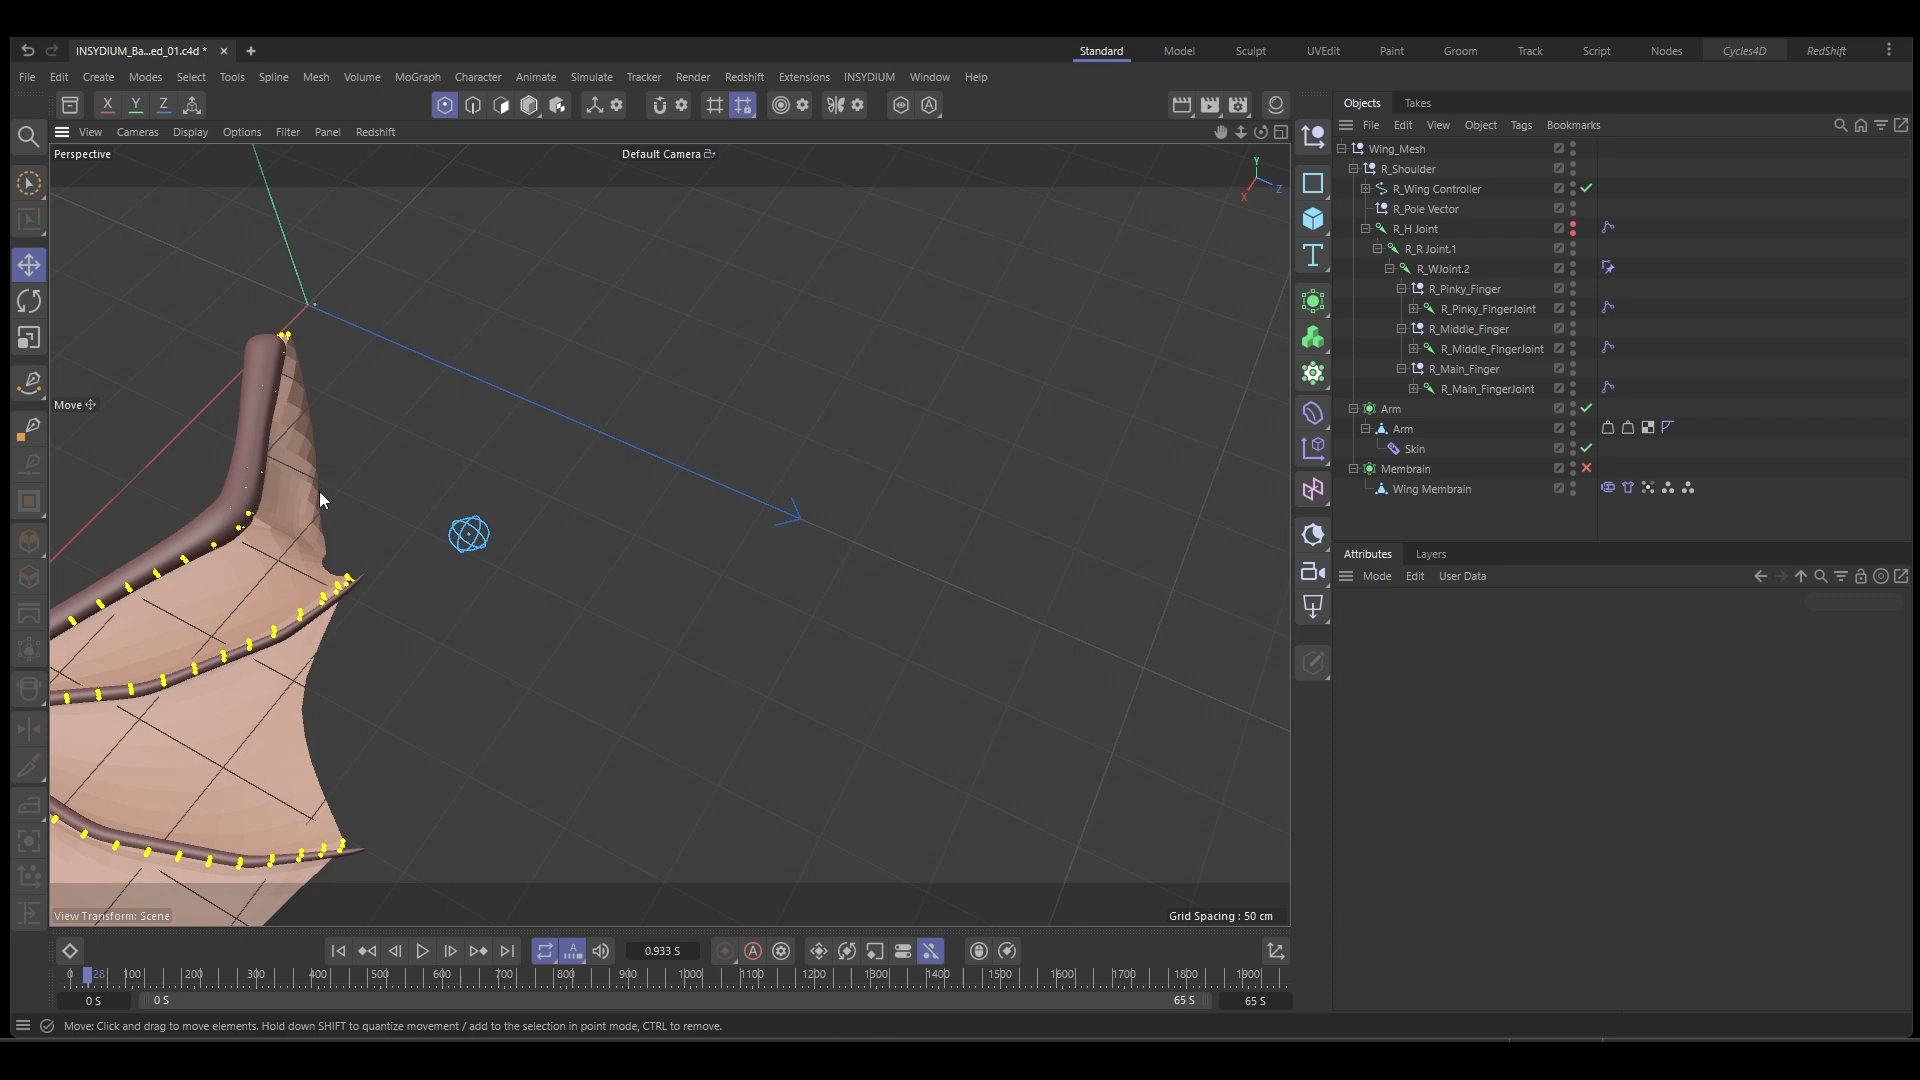 INSYDIUM_Ba...ed_01.c4d *
Standard Model Sculpt UVEdit Paint Groom Track Script Nodes Cycles4D RedShift
File Edit Create Modes Select Tools Spline Mesh Volume MoGraph Character Animate Simulate Tracker Render Redshift Extensions INSYDIUM Window Help
X Y Z
Objects Takes
View Cameras Display Options Filter Panel Redshift
File Edit View Object Tags Bookmarks
Perspective
Default Camera
Y
X
Z
Wing_Mesh
R_Shoulder
R_Wing Controller
R_Pole Vector
R_H Joint
R_R Joint.1
R_WJoint.2
R_Pinky_Finger
R_Pinky_FingerJoint
R_Middle_Finger
R_Middle_FingerJoint
R_Main_Finger
R_Main_FingerJoint
Arm
Arm
Skin
Membrain
Wing Membrain
Move
Attributes Layers
Mode Edit User Data
View Transform: Scene
Grid Spacing : 50 cm
0.933 S
0 28 100 200 300 400 500 600 700 800 900 1000 1100 1200 1300 1400 1500 1600 1700 1800 1900
0 S 0 S 65 S 65 S
Move: Click and drag to move elements. Hold down SHIFT to quantize movement / add to the selection in point mode, CTRL to remove.